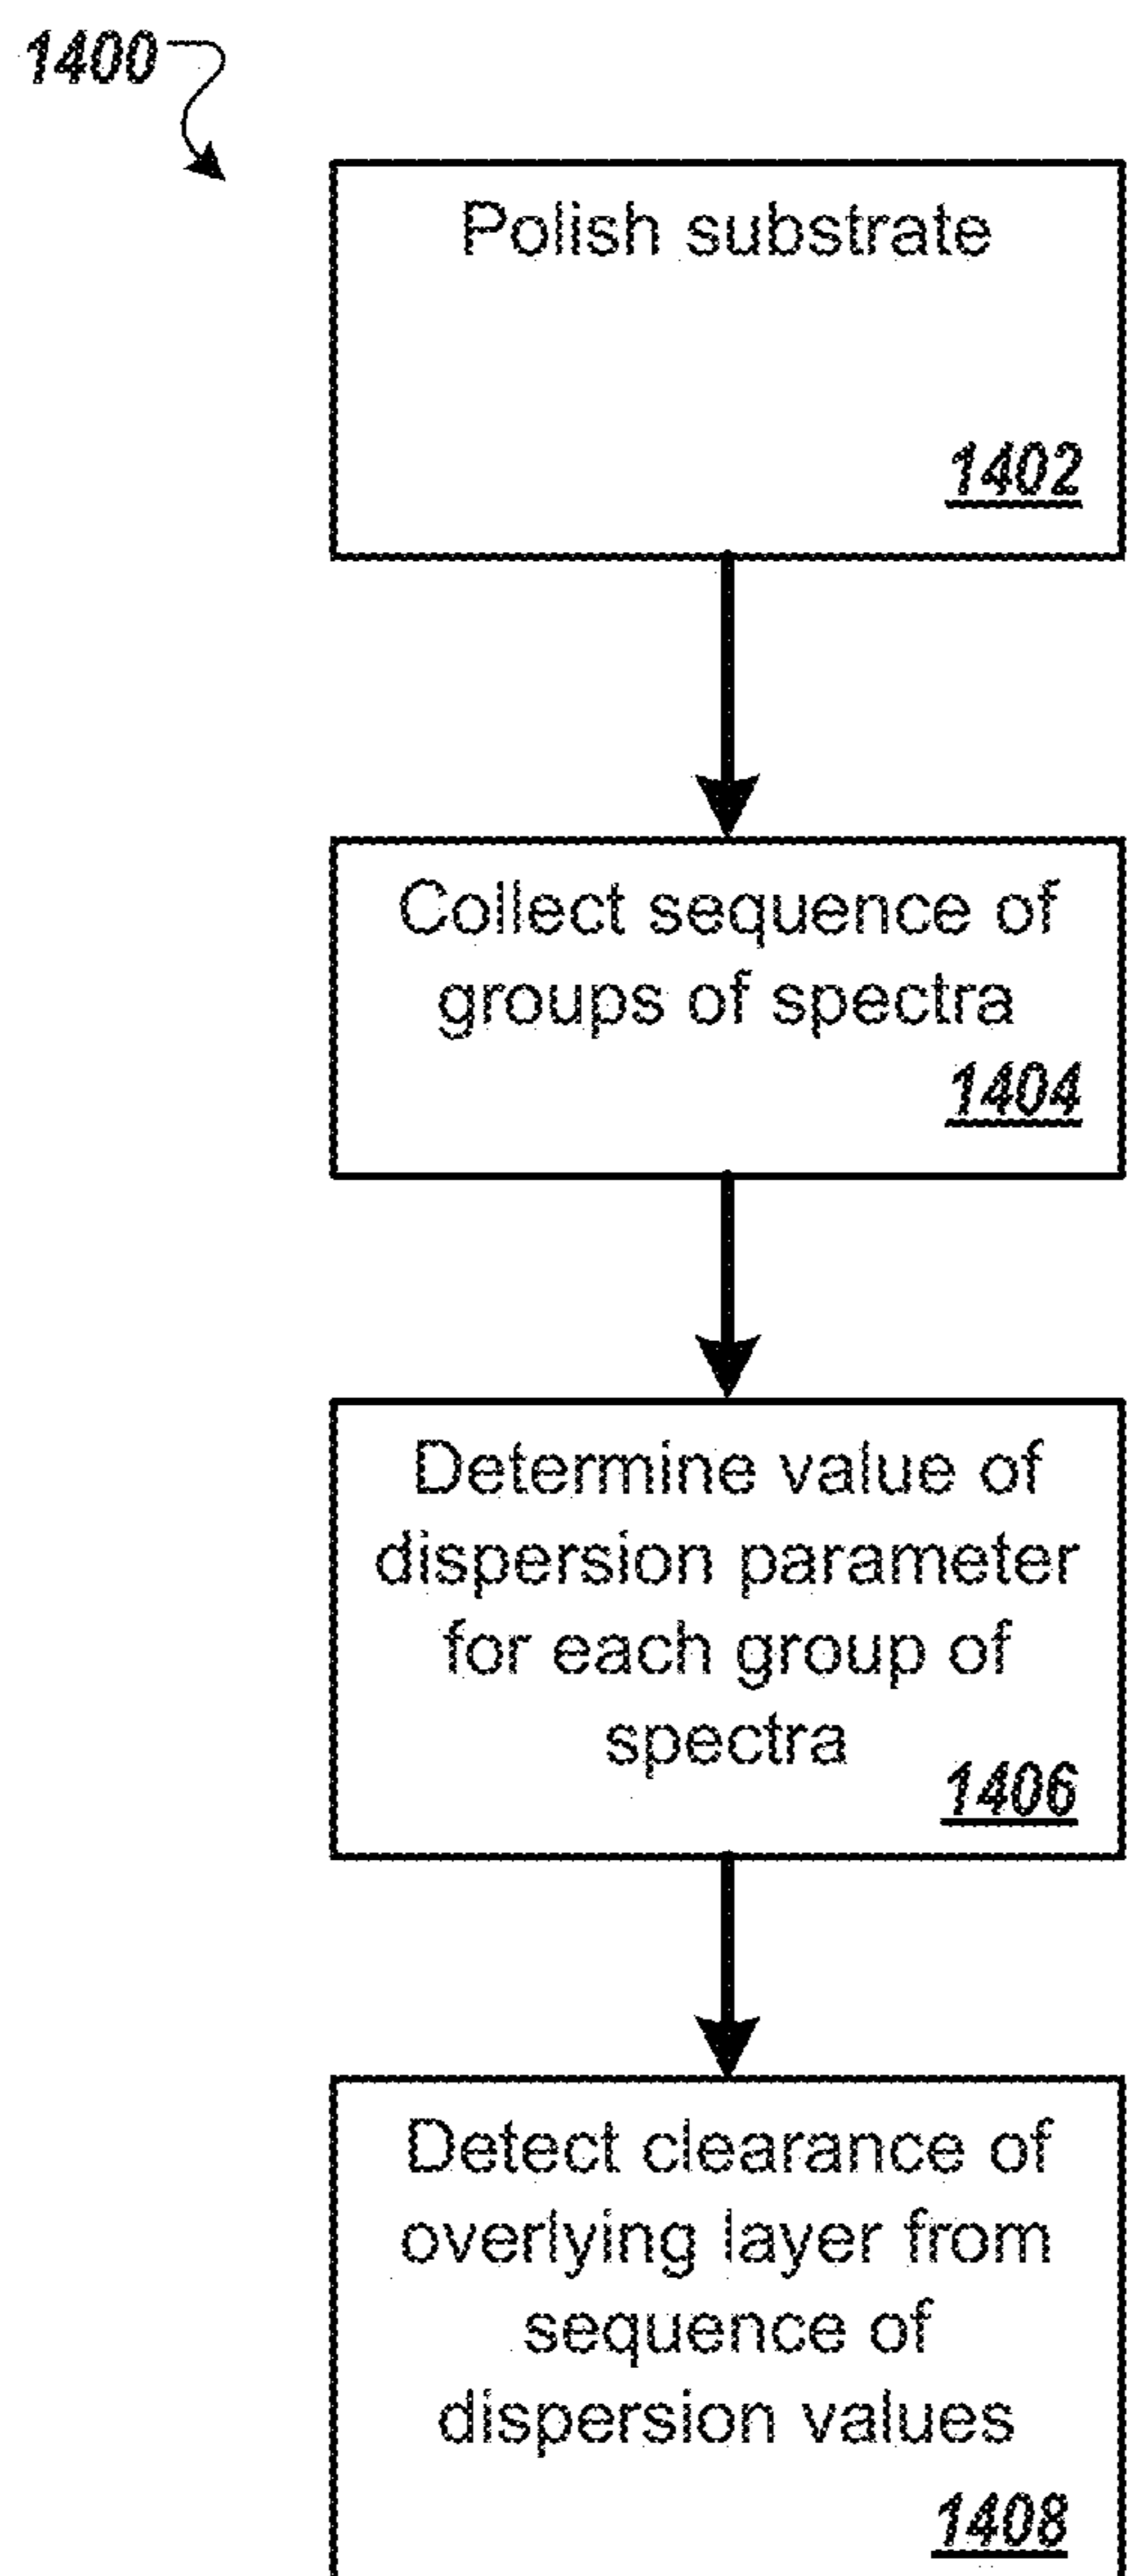 1400
Polish substrate
1402
Collect sequence of
groups of spectra
1404
Determine value of
dispersion parameter
for each group of
spectra
1406
Detect clearance of
overlying layer from
sequence of
dispersion values
1408